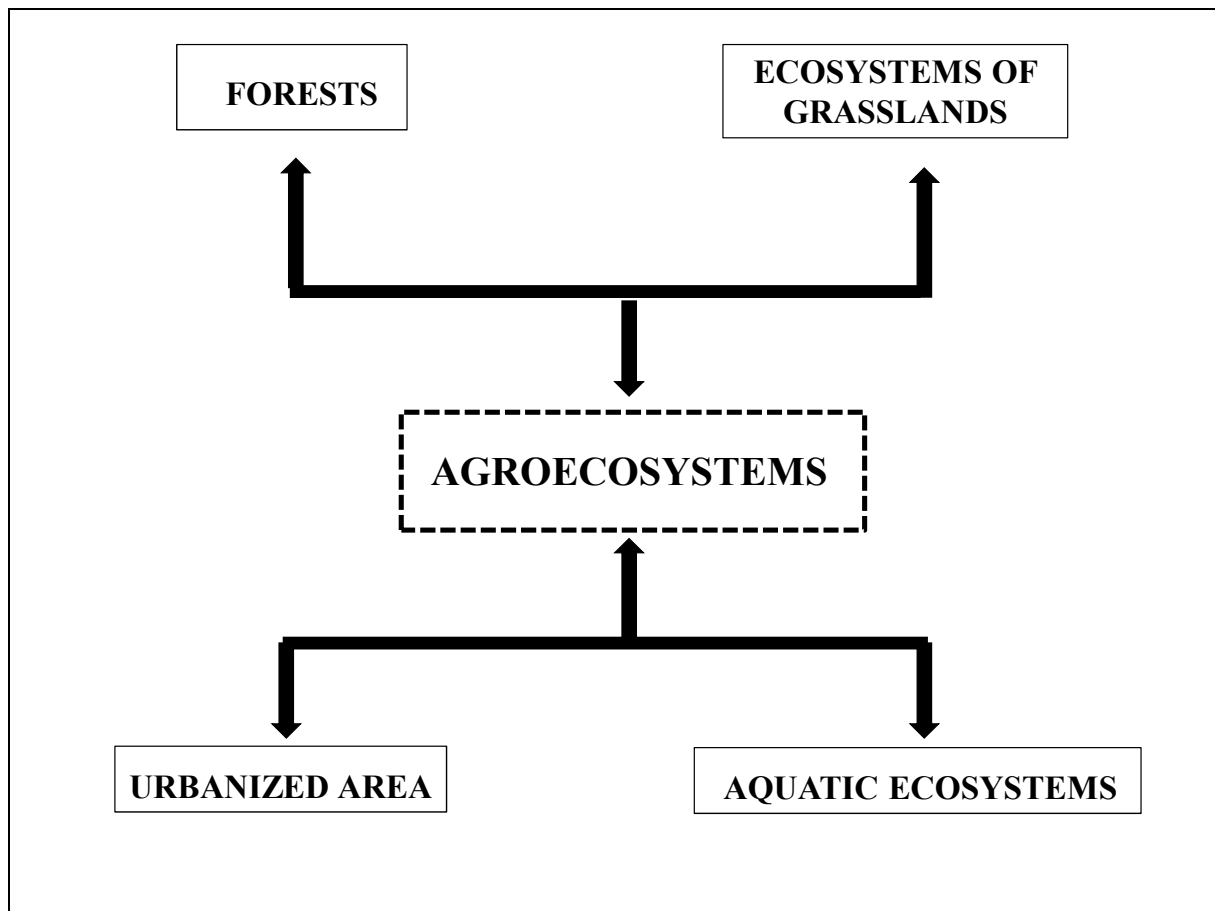 FORESTS
ECOSYSTEMS OF
GRASSLANDS
AGROECOSYSTEMS
URBANIZED AREA
AQUATIC ECOSYSTEMS